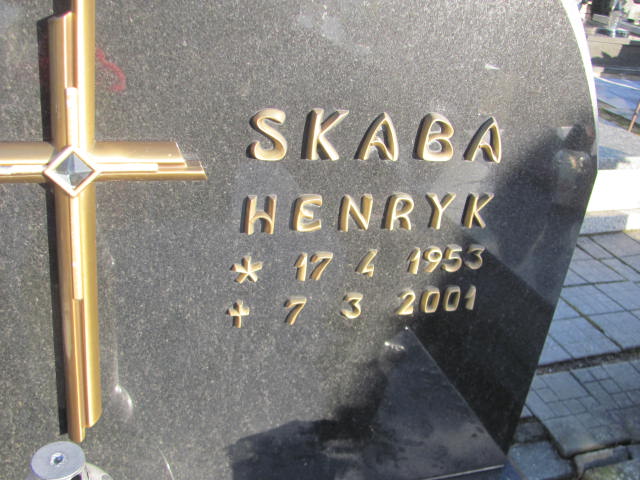 SKABA
HENRYK
* 17 4 1953
✝ 7 3 2001